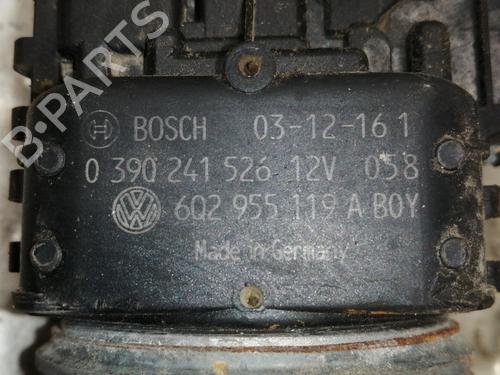 B-PARTS
BOSCH 03-12-16 1
0 390 241 526 12V 058
6Q2 955 119 A BOY
Made in Germany